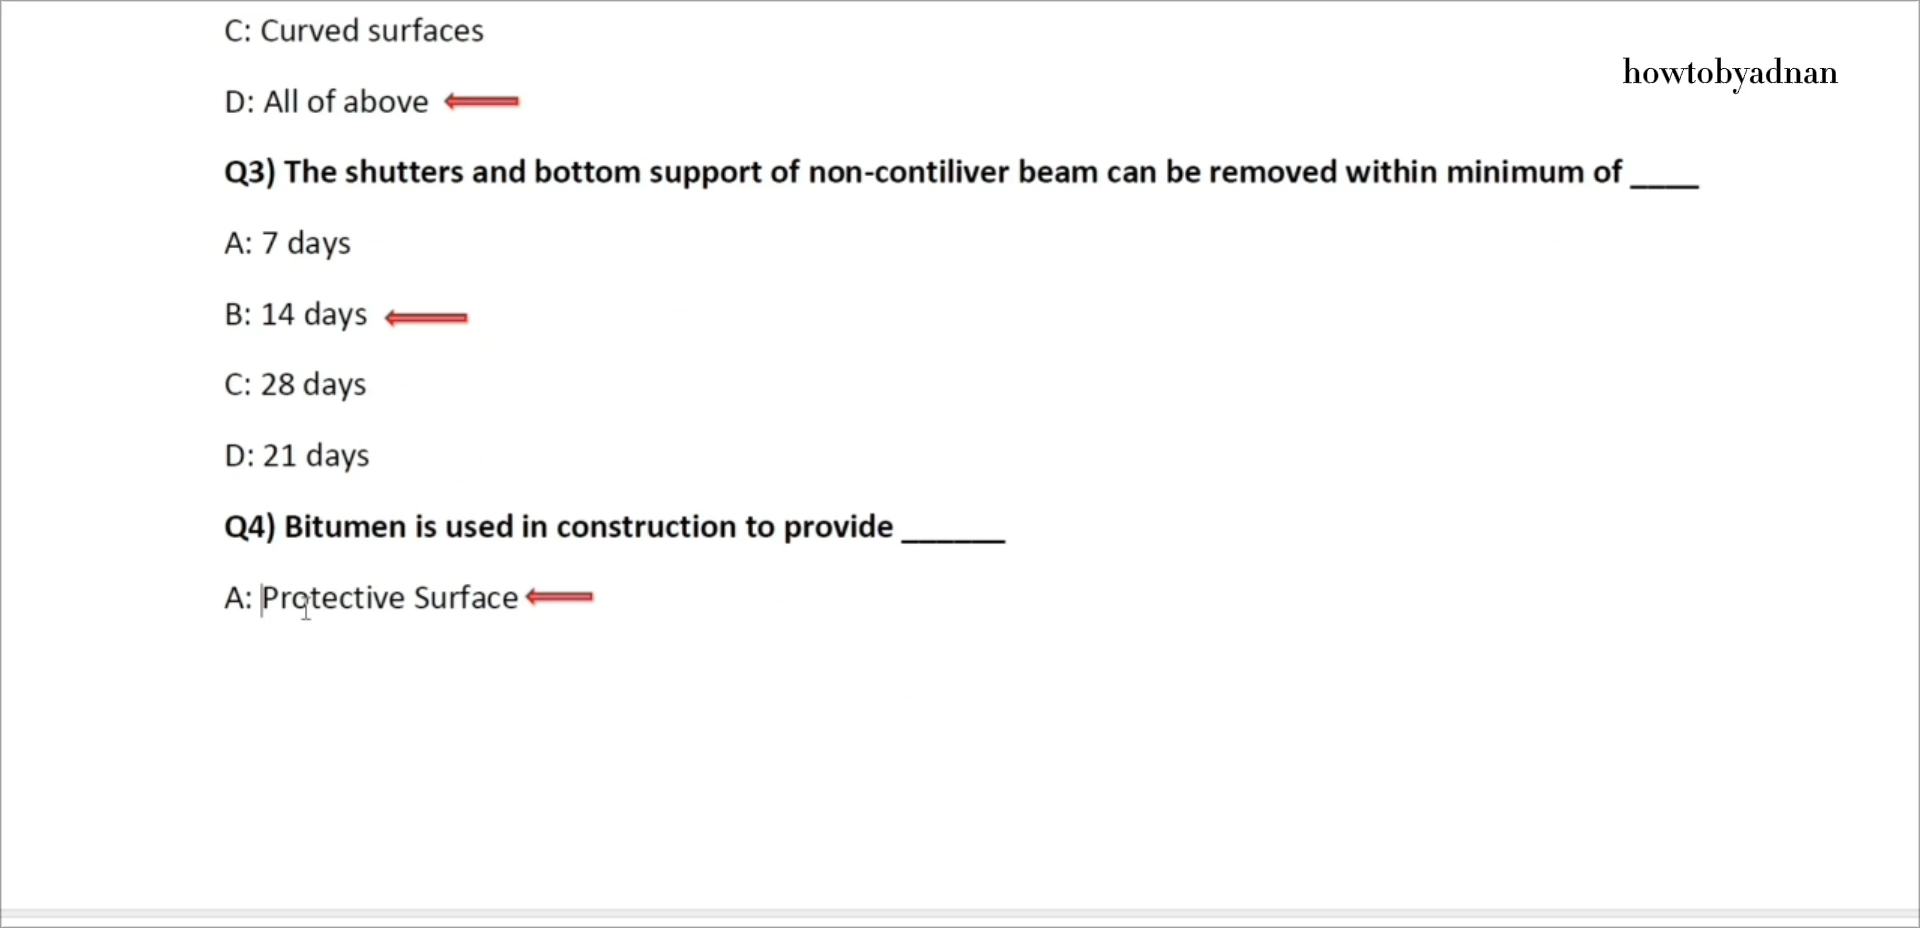 C: Curved surfaces
howtobyadnan
D: All of above
Q3) The shutters and bottom support of non-contiliver beam can be removed within minimum of ____
A: 7 days
B: 14 days
C: 28 days
D: 21 days
Q4) Bitumen is used in construction to provide ______
A: Protective Surface